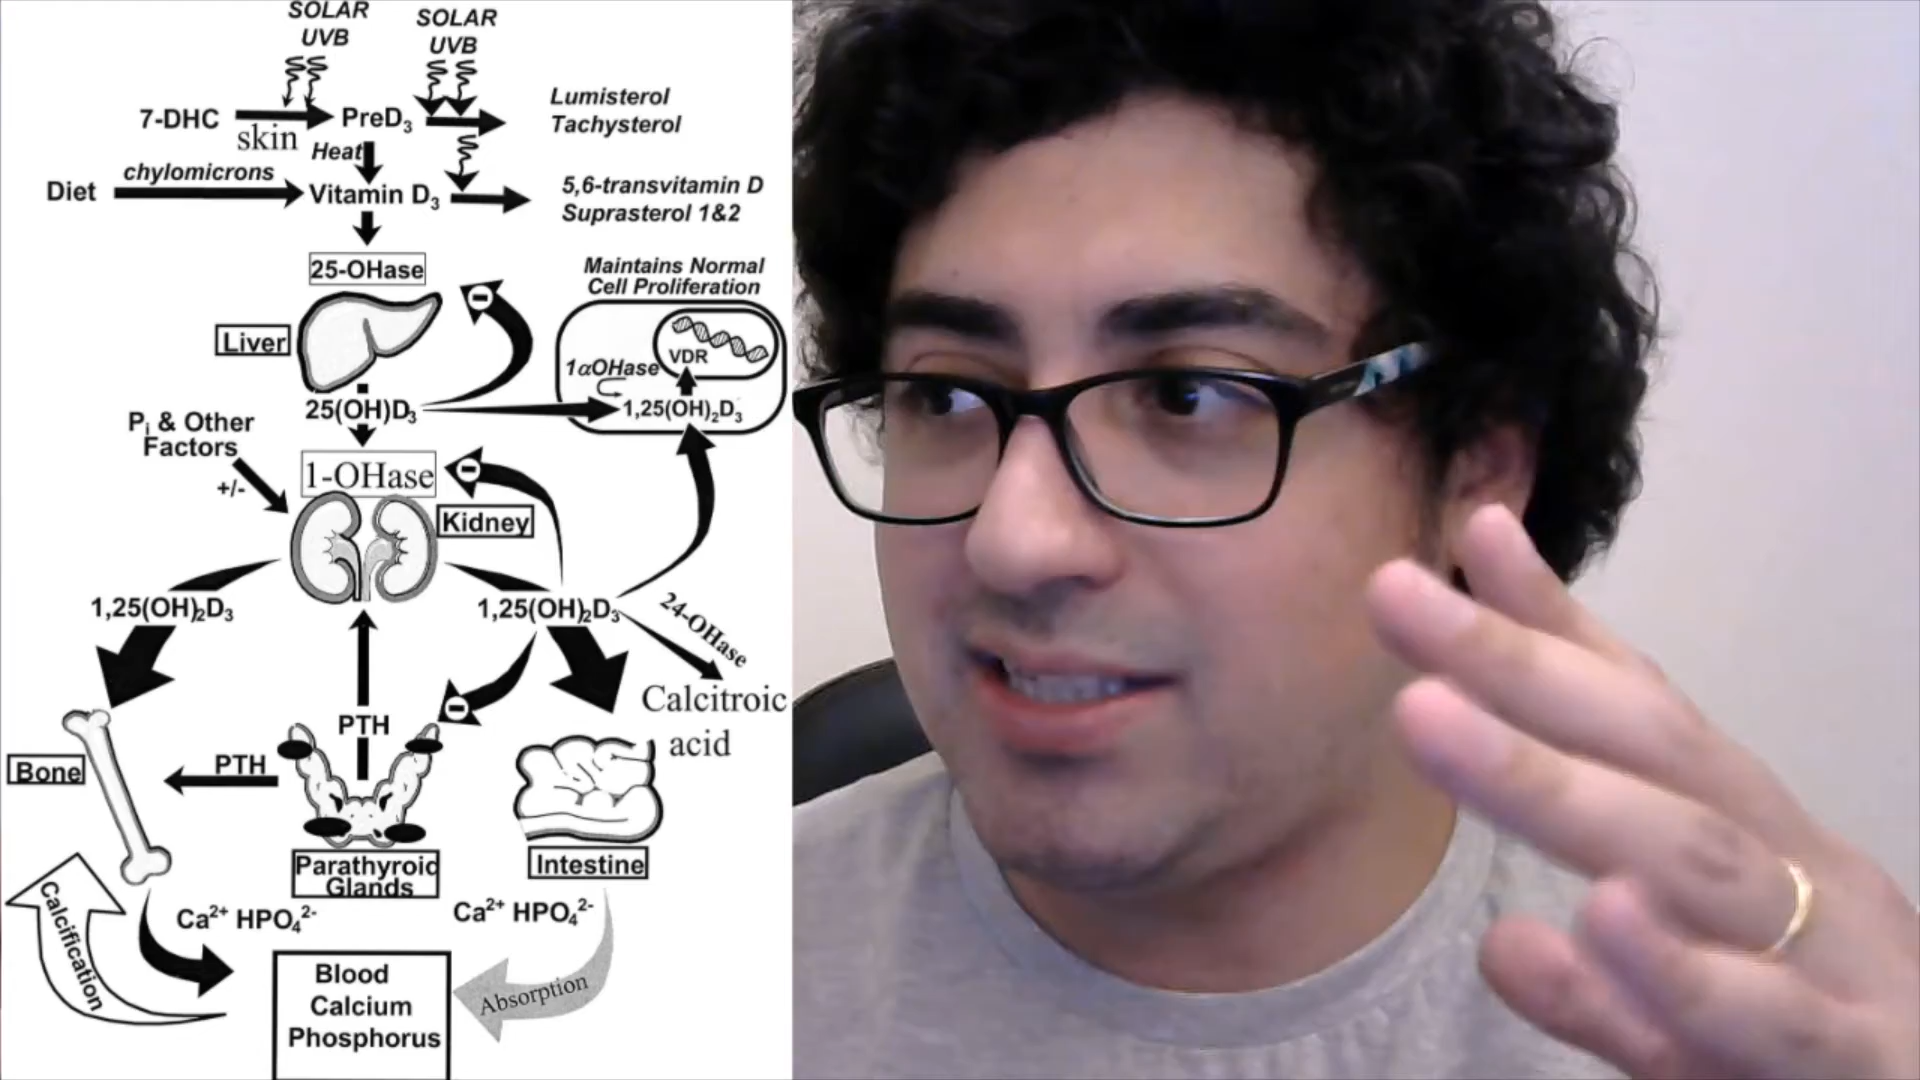 SOLAR
UVB
SOLAR
UVB
7-DHC
skin
PreD₃
Lumisterol
Tachysterol
Heat
Diet
chylomicrons
Vitamin D₃
5,6-transvitamin D
Suprasterol 1&2
25-OHase
Liver
Maintains Normal
Cell Proliferation
VDR
1αOHase
1,25(OH)₂D₃
25(OH)D₃
Pᵢ & Other
Factors
+/-
1-OHase
Kidney
1,25(OH)₂D₃
1,25(OH)₂D₃
24-OHase
Calcitroic
acid
PTH
PTH
Bone
Parathyroid
Glands
Intestine
Calcification
Ca²⁺ HPO₄²⁻
Ca²⁺ HPO₄²⁻
Absorption
Blood
Calcium
Phosphorus